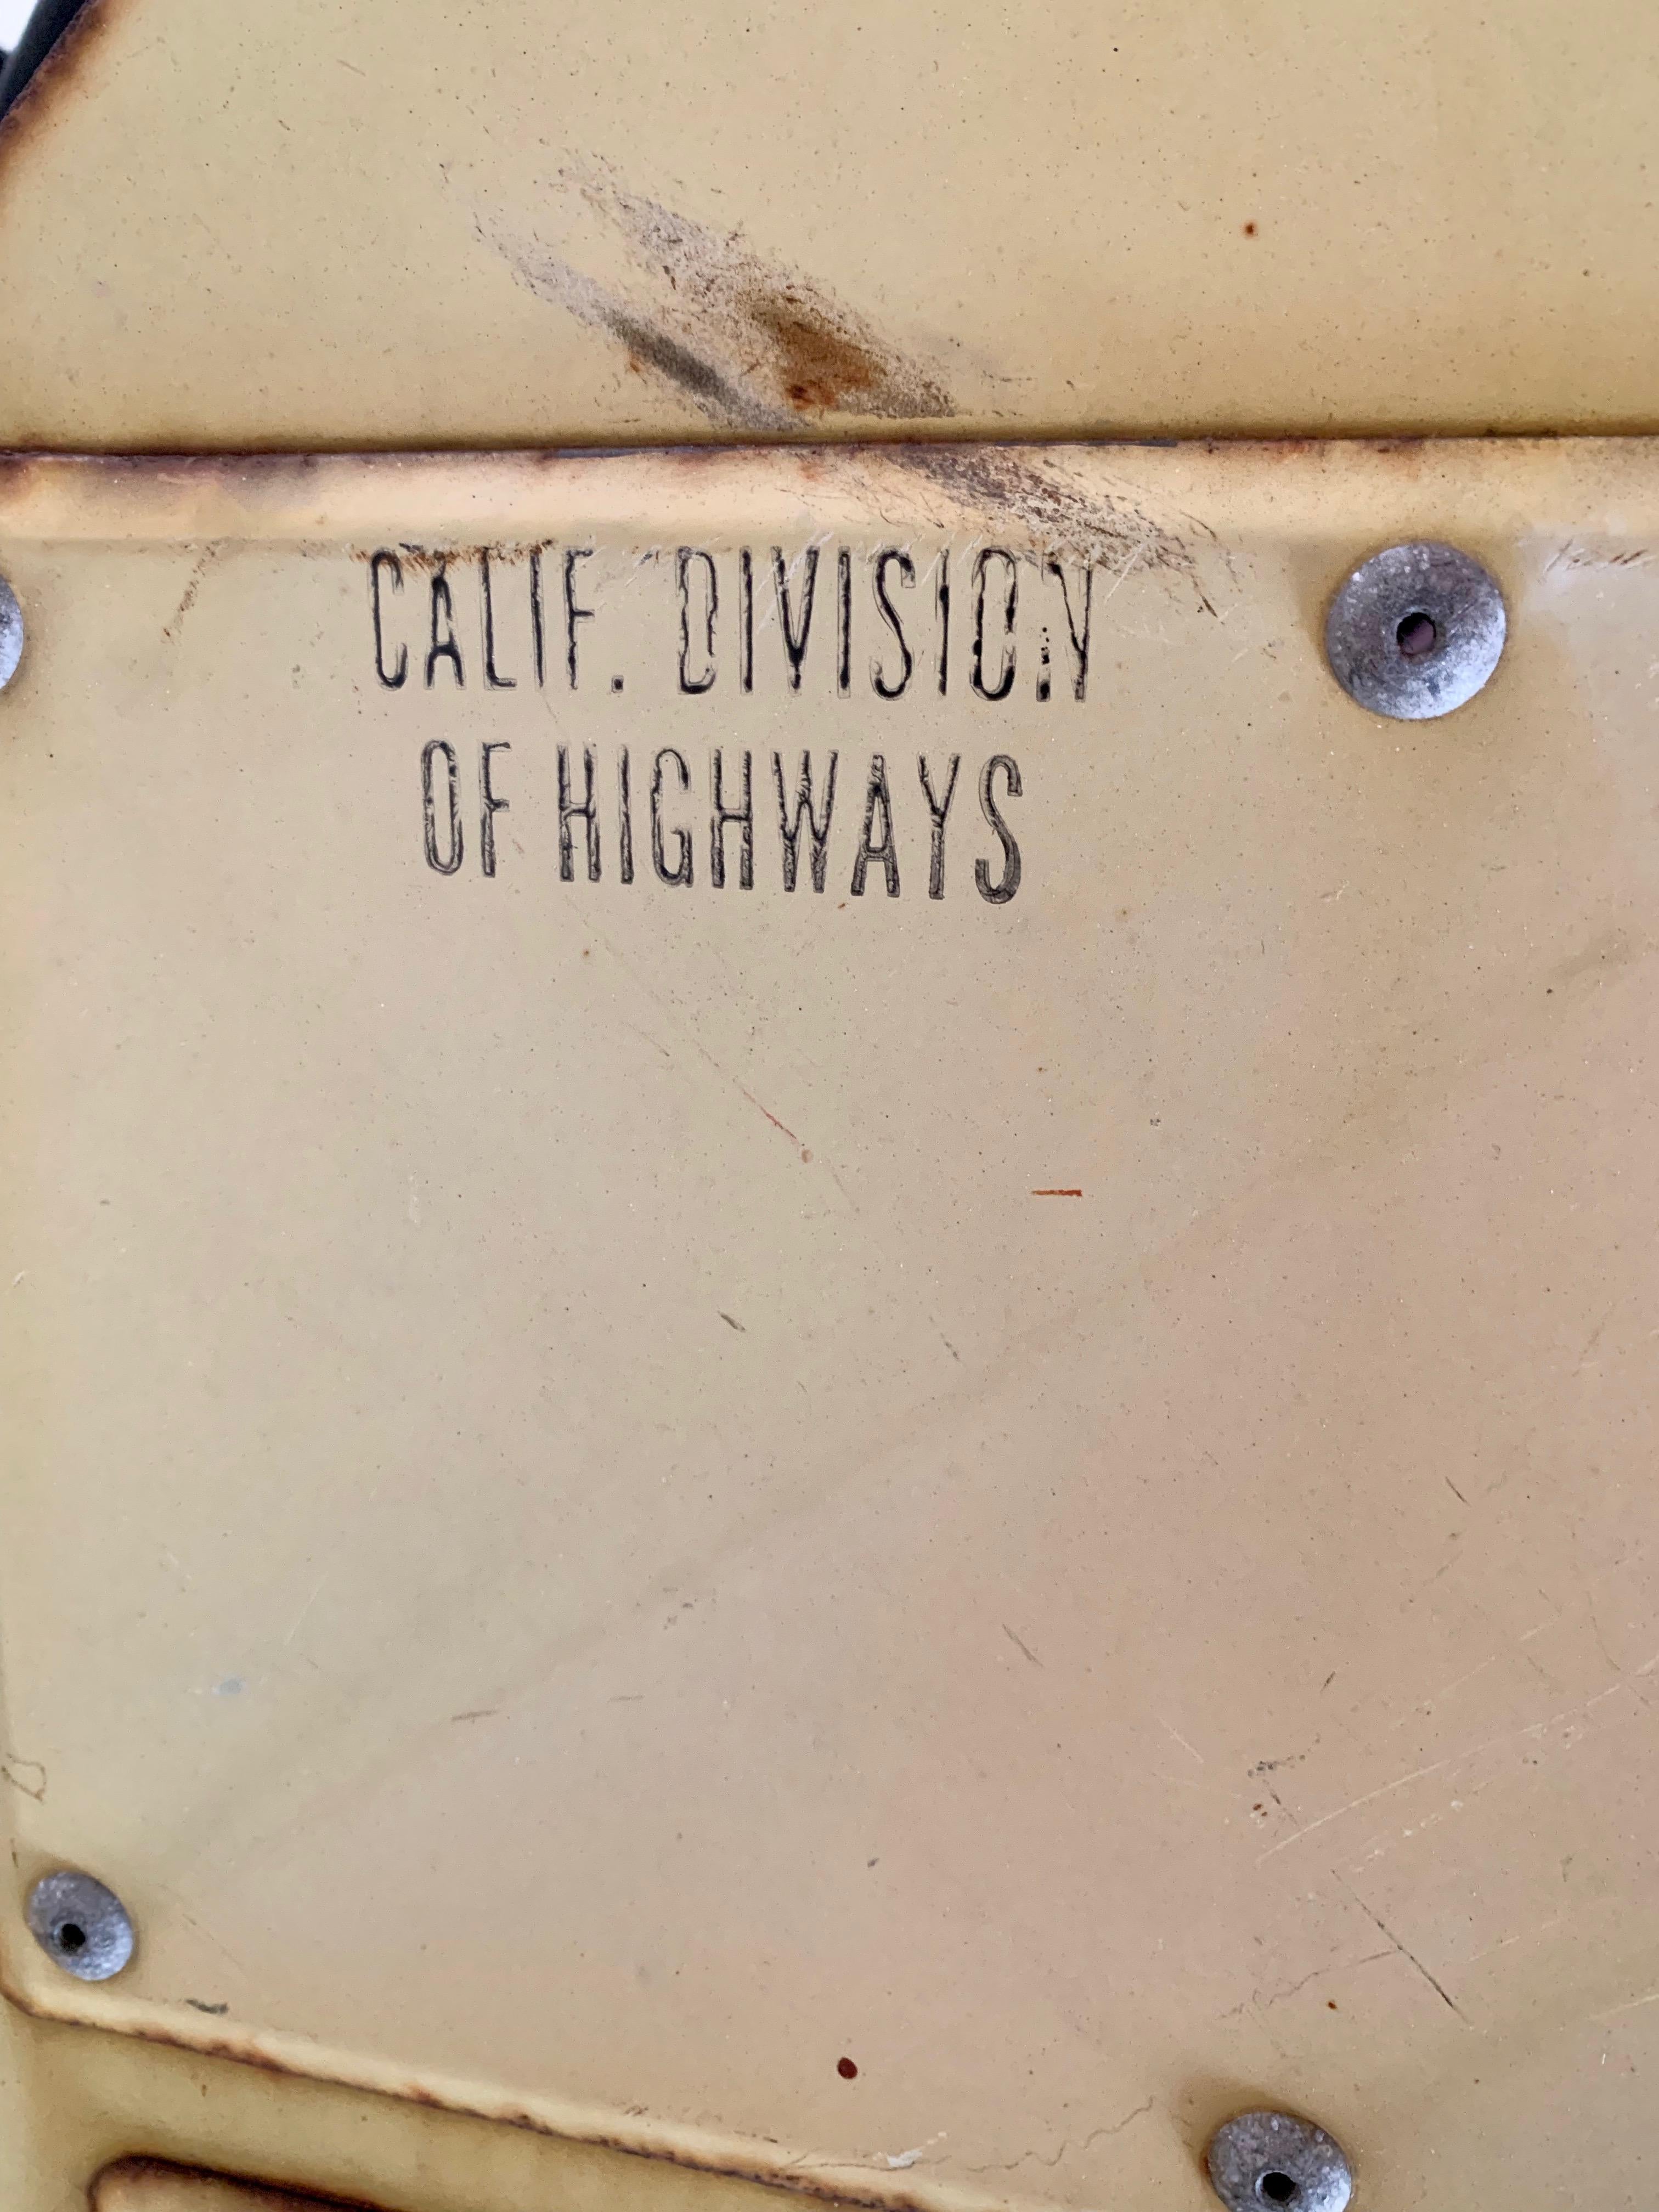 CALIF. DIVISION
OF HIGHWAYS